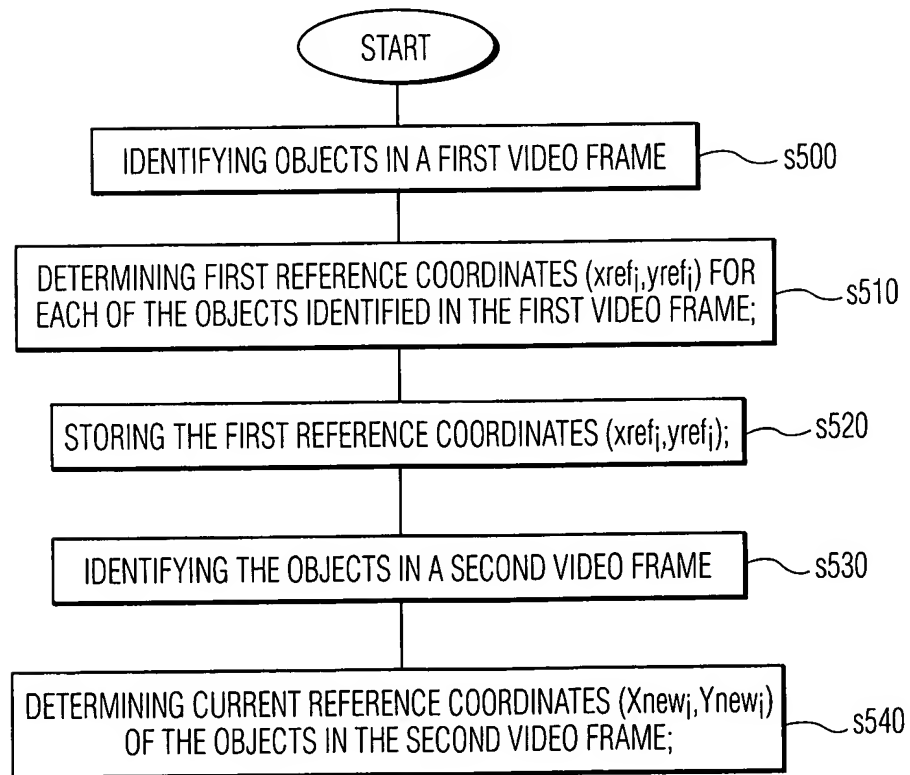 START
IDENTIFYING OBJECTS IN A FIRST VIDEO FRAME
s500
DETERMINING FIRST REFERENCE COORDINATES (xrefi,yrefi) FOR
EACH OF THE OBJECTS IDENTIFIED IN THE FIRST VIDEO FRAME;
s510
STORING THE FIRST REFERENCE COORDINATES (xrefi,yrefi);
s520
IDENTIFYING THE OBJECTS IN A SECOND VIDEO FRAME
s530
DETERMINING CURRENT REFERENCE COORDINATES (Xnewi,Ynewi)
OF THE OBJECTS IN THE SECOND VIDEO FRAME;
s540